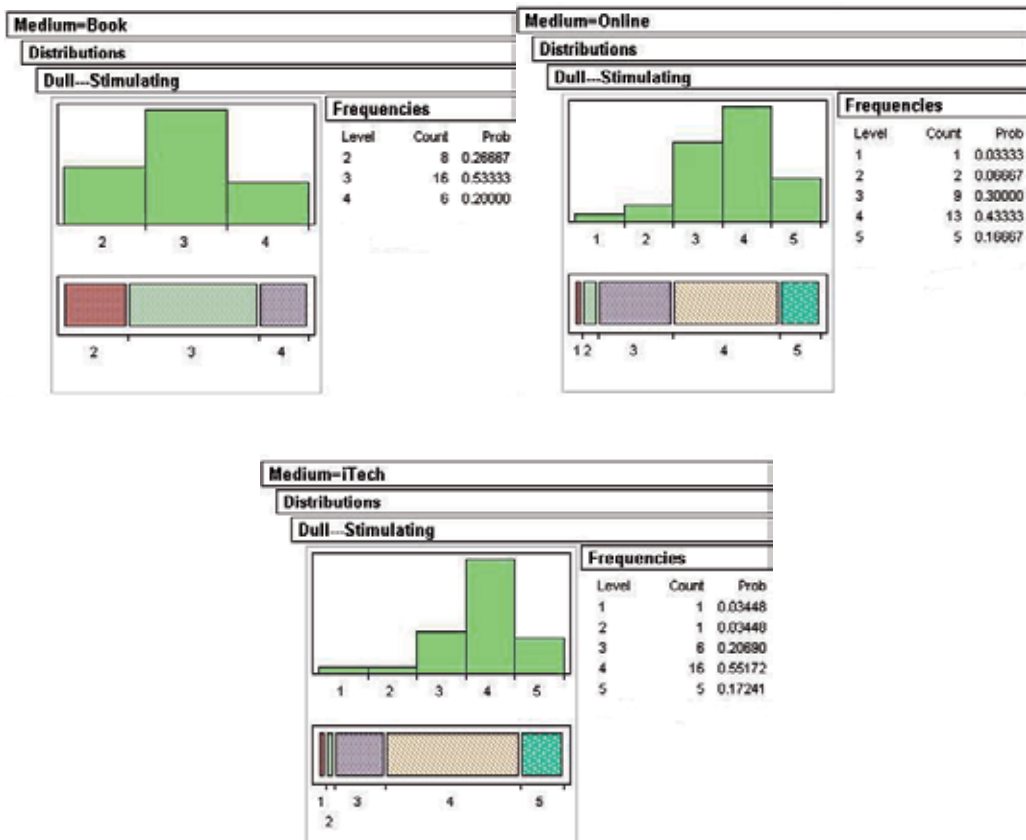 Medium=Book
Distributions
Dull---Stimulating
Frequencies
Level Count Prob
2 8 0.26667
3 16 0.53333
4 6 0.20000
2 3 4
2 3 4
Medium=Online
Distributions
Dull---Stimulating
Frequencies
Level Count Prob
1 1 0.03333
2 2 0.06667
3 9 0.30000
4 13 0.43333
5 5 0.16667
1 2 3 4 5
1 2 3 4 5
Medium=iTech
Distributions
Dull---Stimulating
Frequencies
Level Count Prob
1 1 0.03448
2 1 0.03448
3 6 0.20690
4 16 0.55172
5 5 0.17241
1 2 3 4 5
1 3 4 5
2